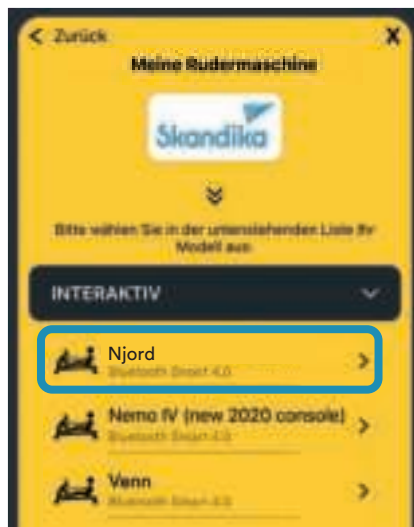 < Zurück X
Meine Rudermaschine
Skandika
Bitte wählen Sie in der untenstehenden Liste Ihr
Modell aus:
INTERAKTIV
Njord
Bluetooth Smart 4.0
Nemo IV (new 2020 console)
Bluetooth Smart 4.0
Venn
Bluetooth Smart 4.0